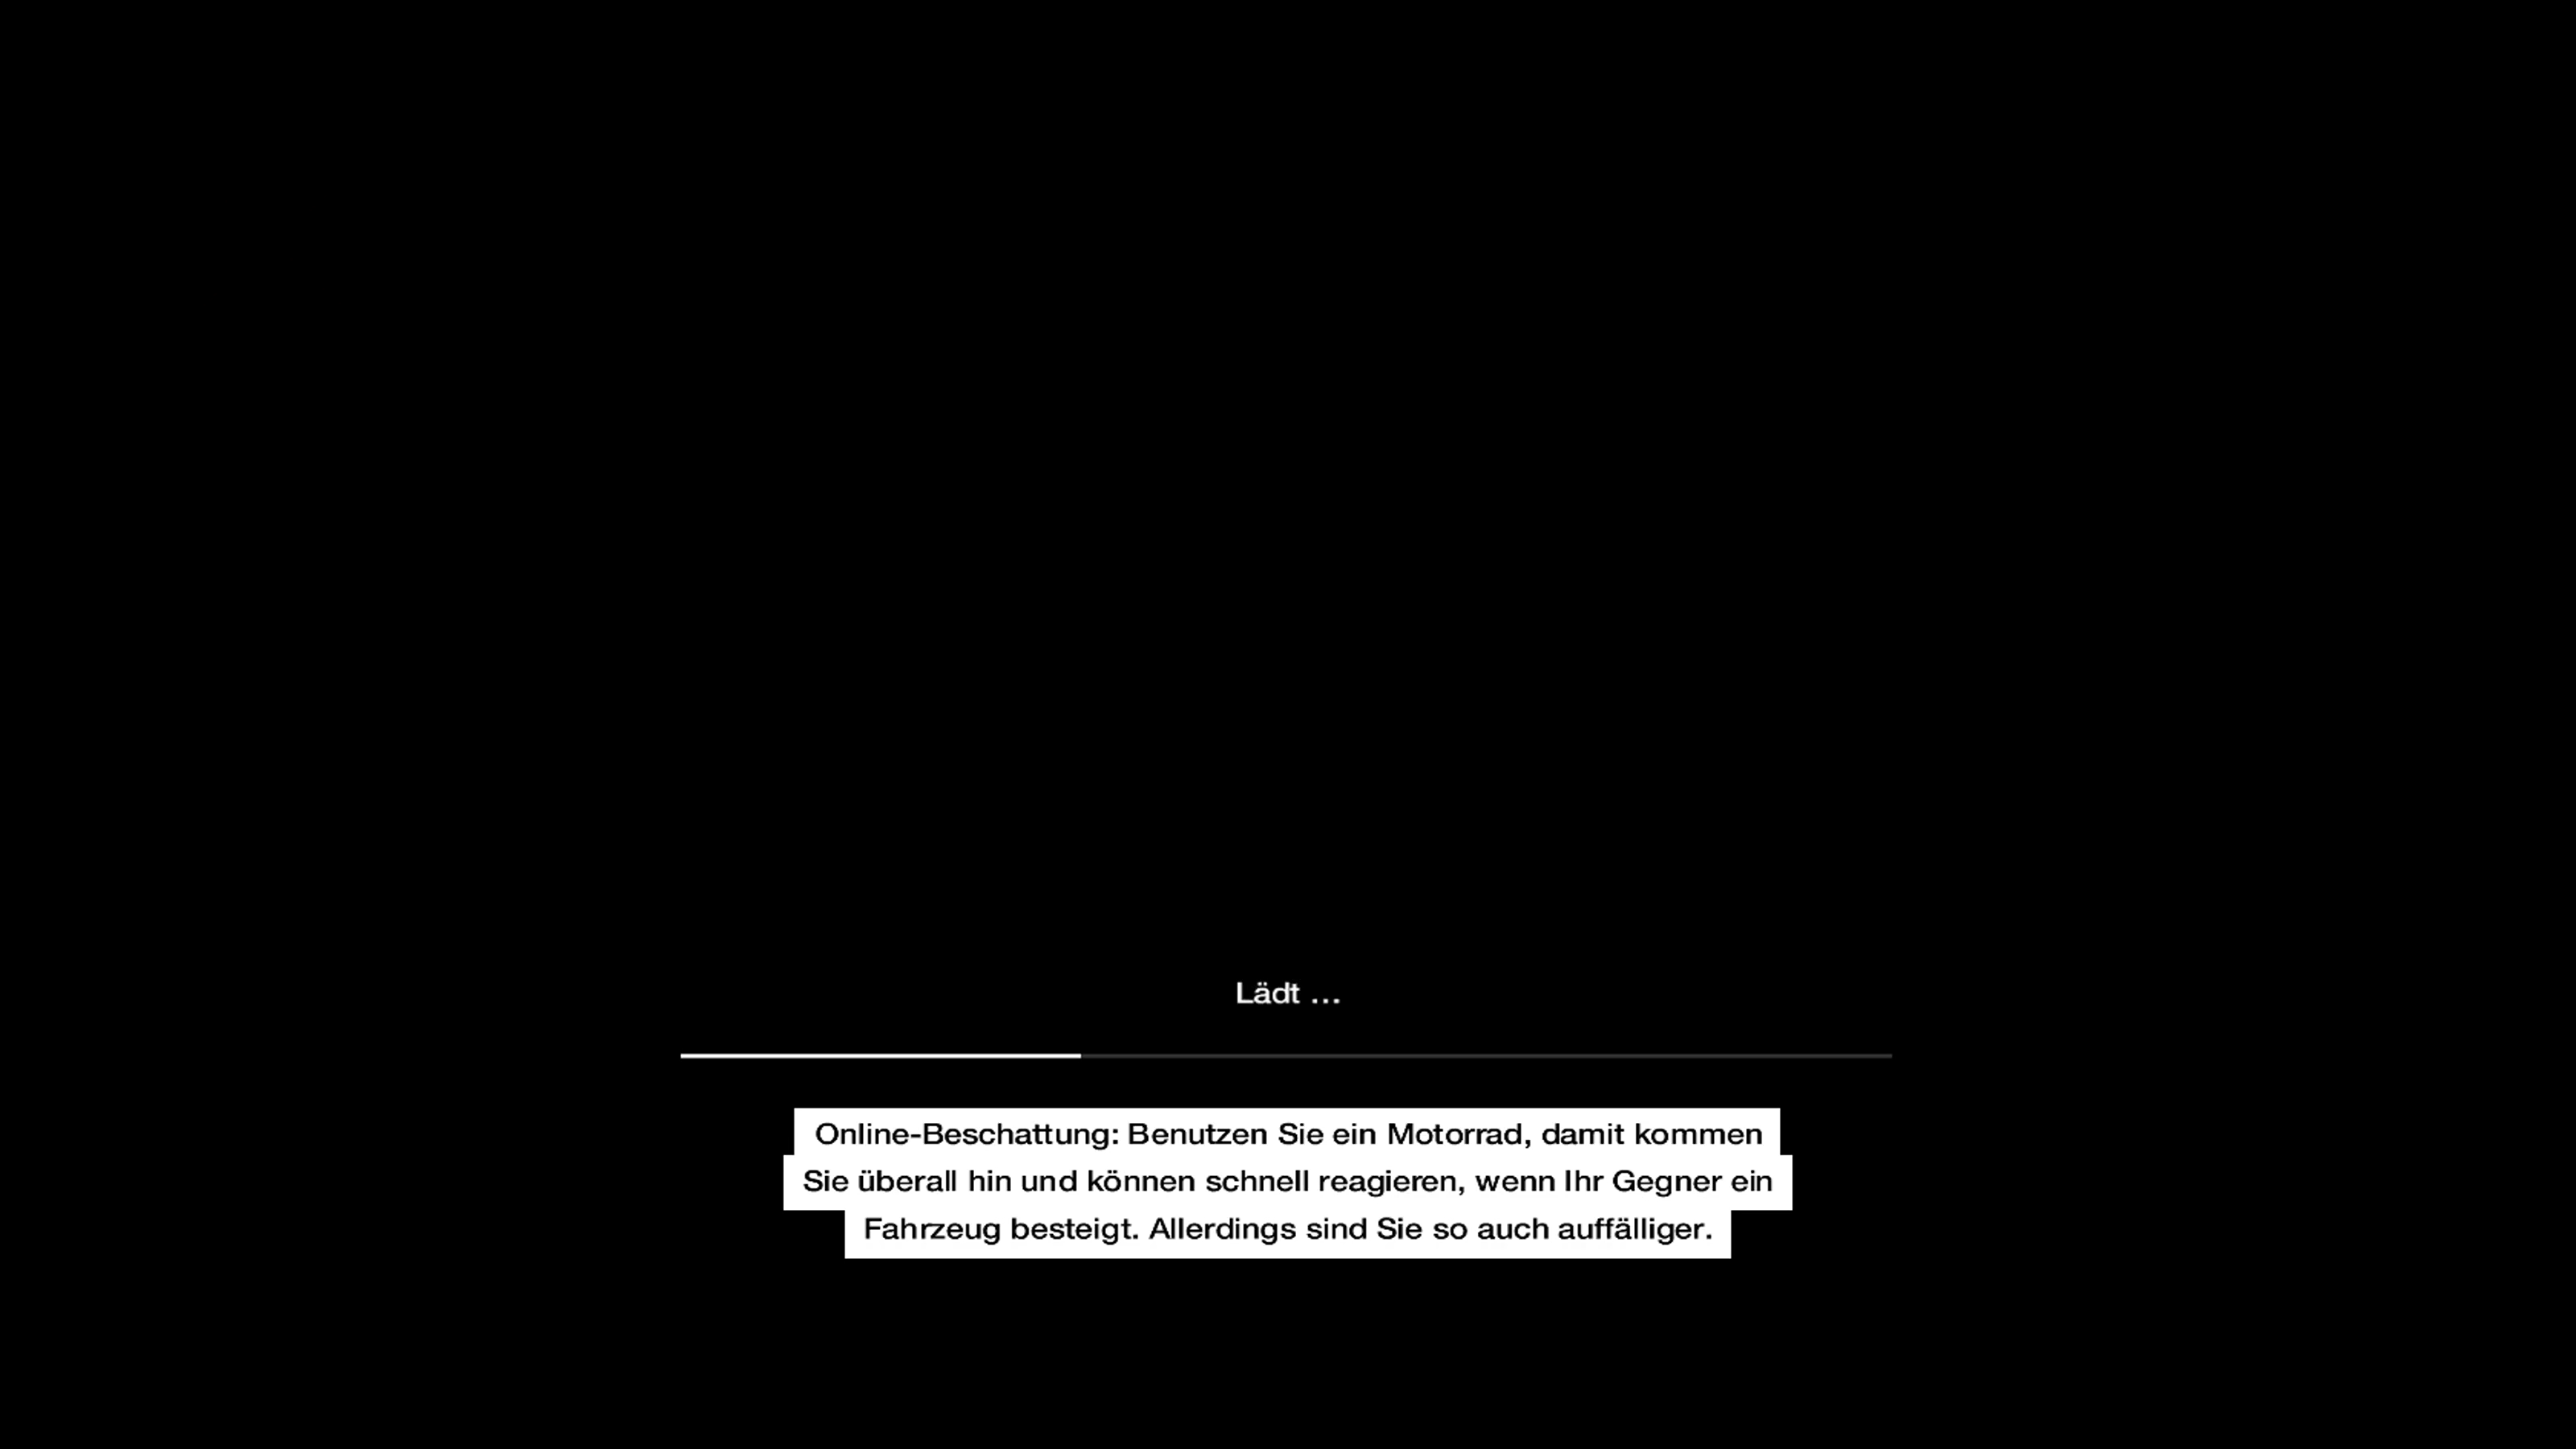 Lädt ...
Online-Beschattung: Benutzen Sie ein Motorrad, damit kommen
Sie überall hin und können schnell reagieren, wenn Ihr Gegner ein
Fahrzeug besteigt. Allerdings sind Sie so auch auffälliger.